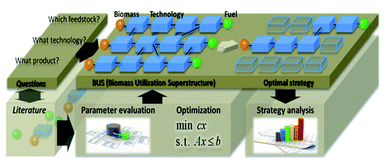 Which feedstock?
What technology?
What product?
Biomass Technology Fuel
Questions
BUS (Biomass Utilization Superstructure)
Optimal strategy
Literature
Parameter evaluation
Optimization
min cx
s.t. Ax≤b
Strategy analysis